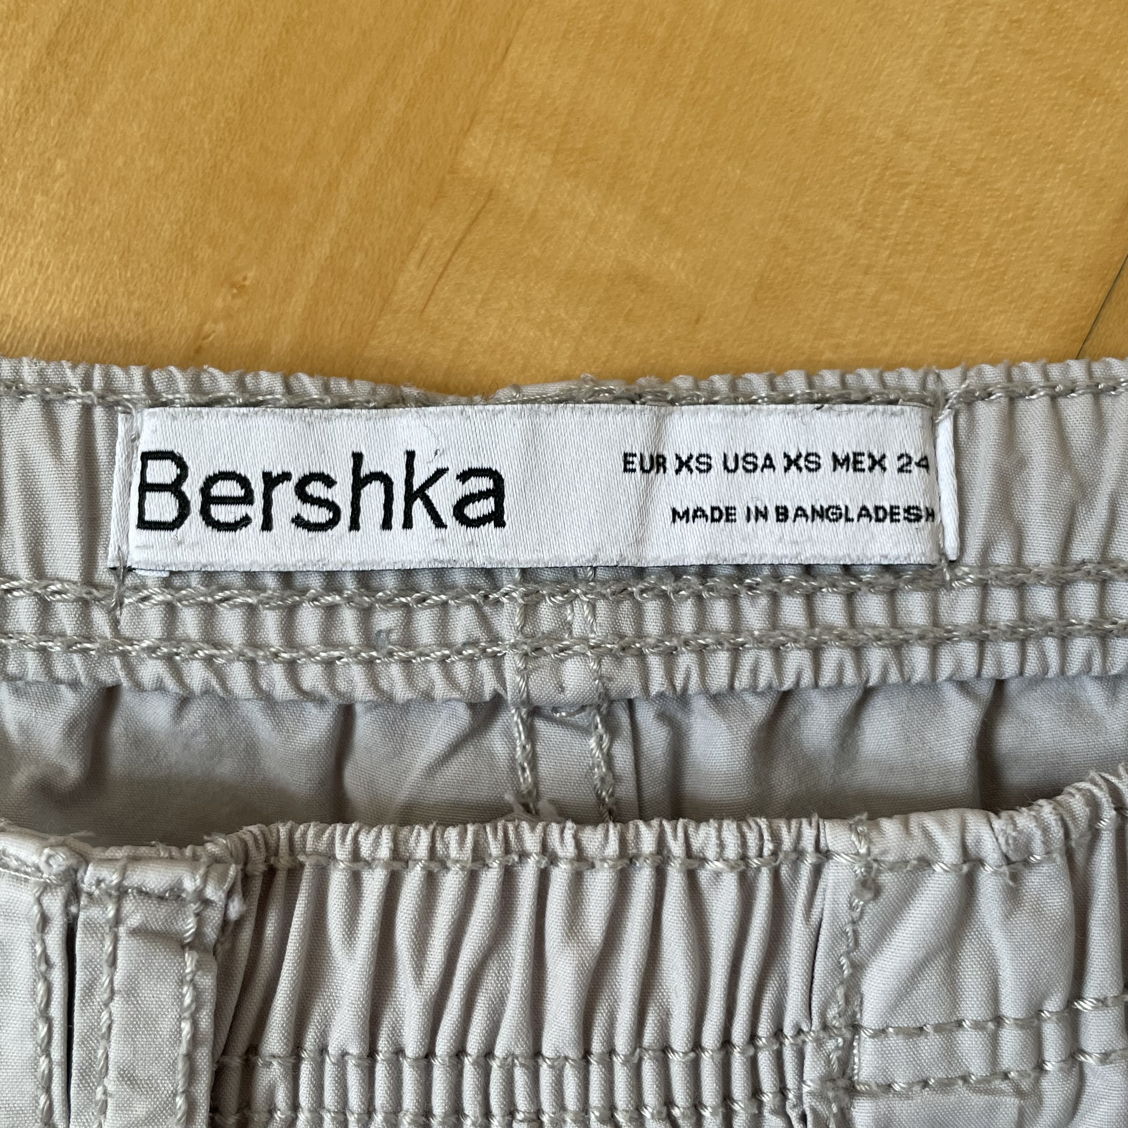 Bershka
EUR XS USA XS MEX 24
MADE IN BANGLADESH